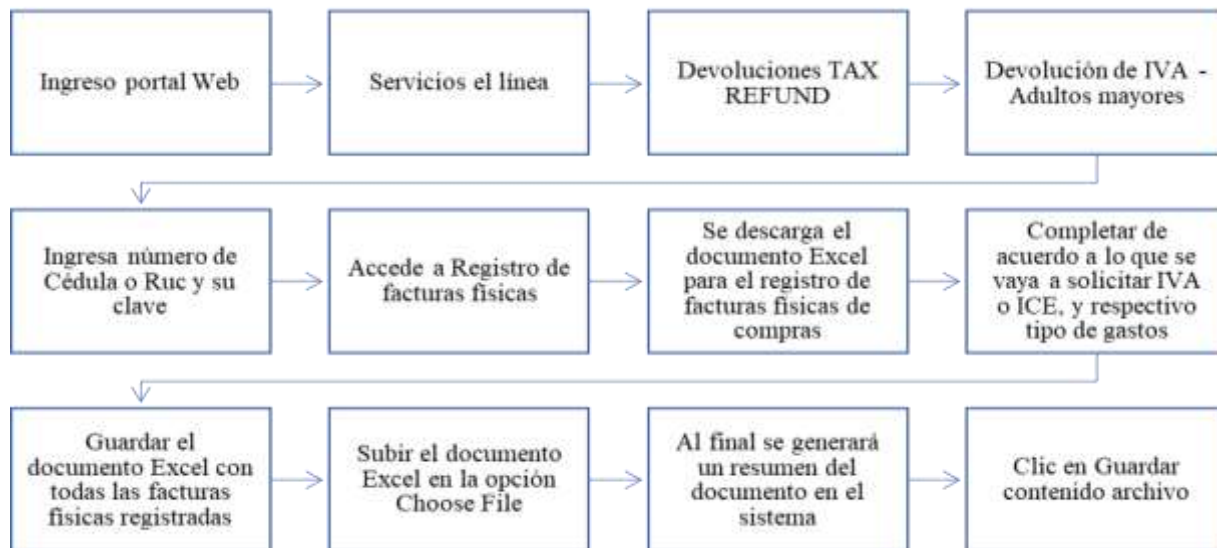 Ingreso portal Web
Servicios el línea
Devoluciones TAX
REFUND
Devolución de IVA -
Adultos mayores
Ingresa número de
Cédula o Ruc y su
clave
Accede a Registro de
facturas físicas
Se descarga el
documento Excel
para el registro de
facturas físicas de
compras
Completar de
acuerdo a lo que se
vaya a solicitar IVA
o ICE, y respectivo
tipo de gastos
Guardar el
documento Excel con
todas las facturas
físicas registradas
Subir el documento
Excel en la opción
Choose File
Al final se generará
un resumen del
documento en el
sistema
Clic en Guardar
contenido archivo